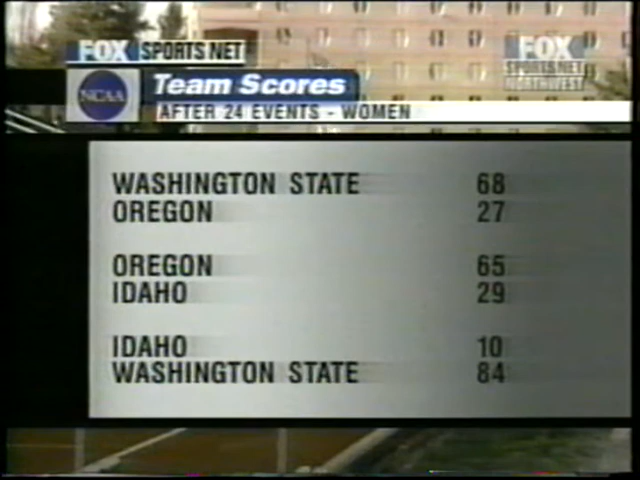 FOX SPORTS NET
FOX
SPORTS NET
NORTHWEST
NCAA
Team Scores
AFTER 24 EVENTS - WOMEN
WASHINGTON STATE 68
OREGON 27
OREGON 65
IDAHO 29
IDAHO 10
WASHINGTON STATE 84